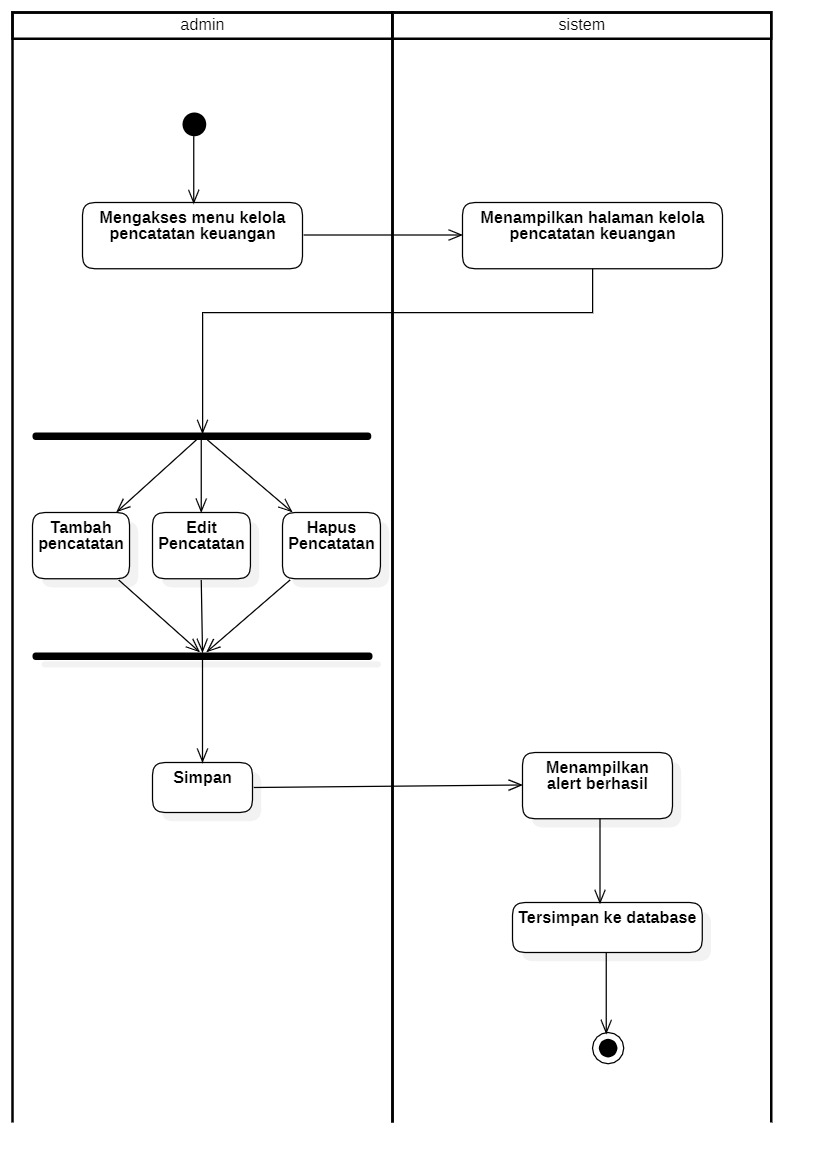 admin
sistem
Mengakses menu kelola
pencatatan keuangan
Menampilkan halaman kelola
pencatatan keuangan
Tambah
pencatatan
Edit
Pencatatan
Hapus
Pencatatan
Simpan
Menampilkan
alert berhasil
Tersimpan ke database